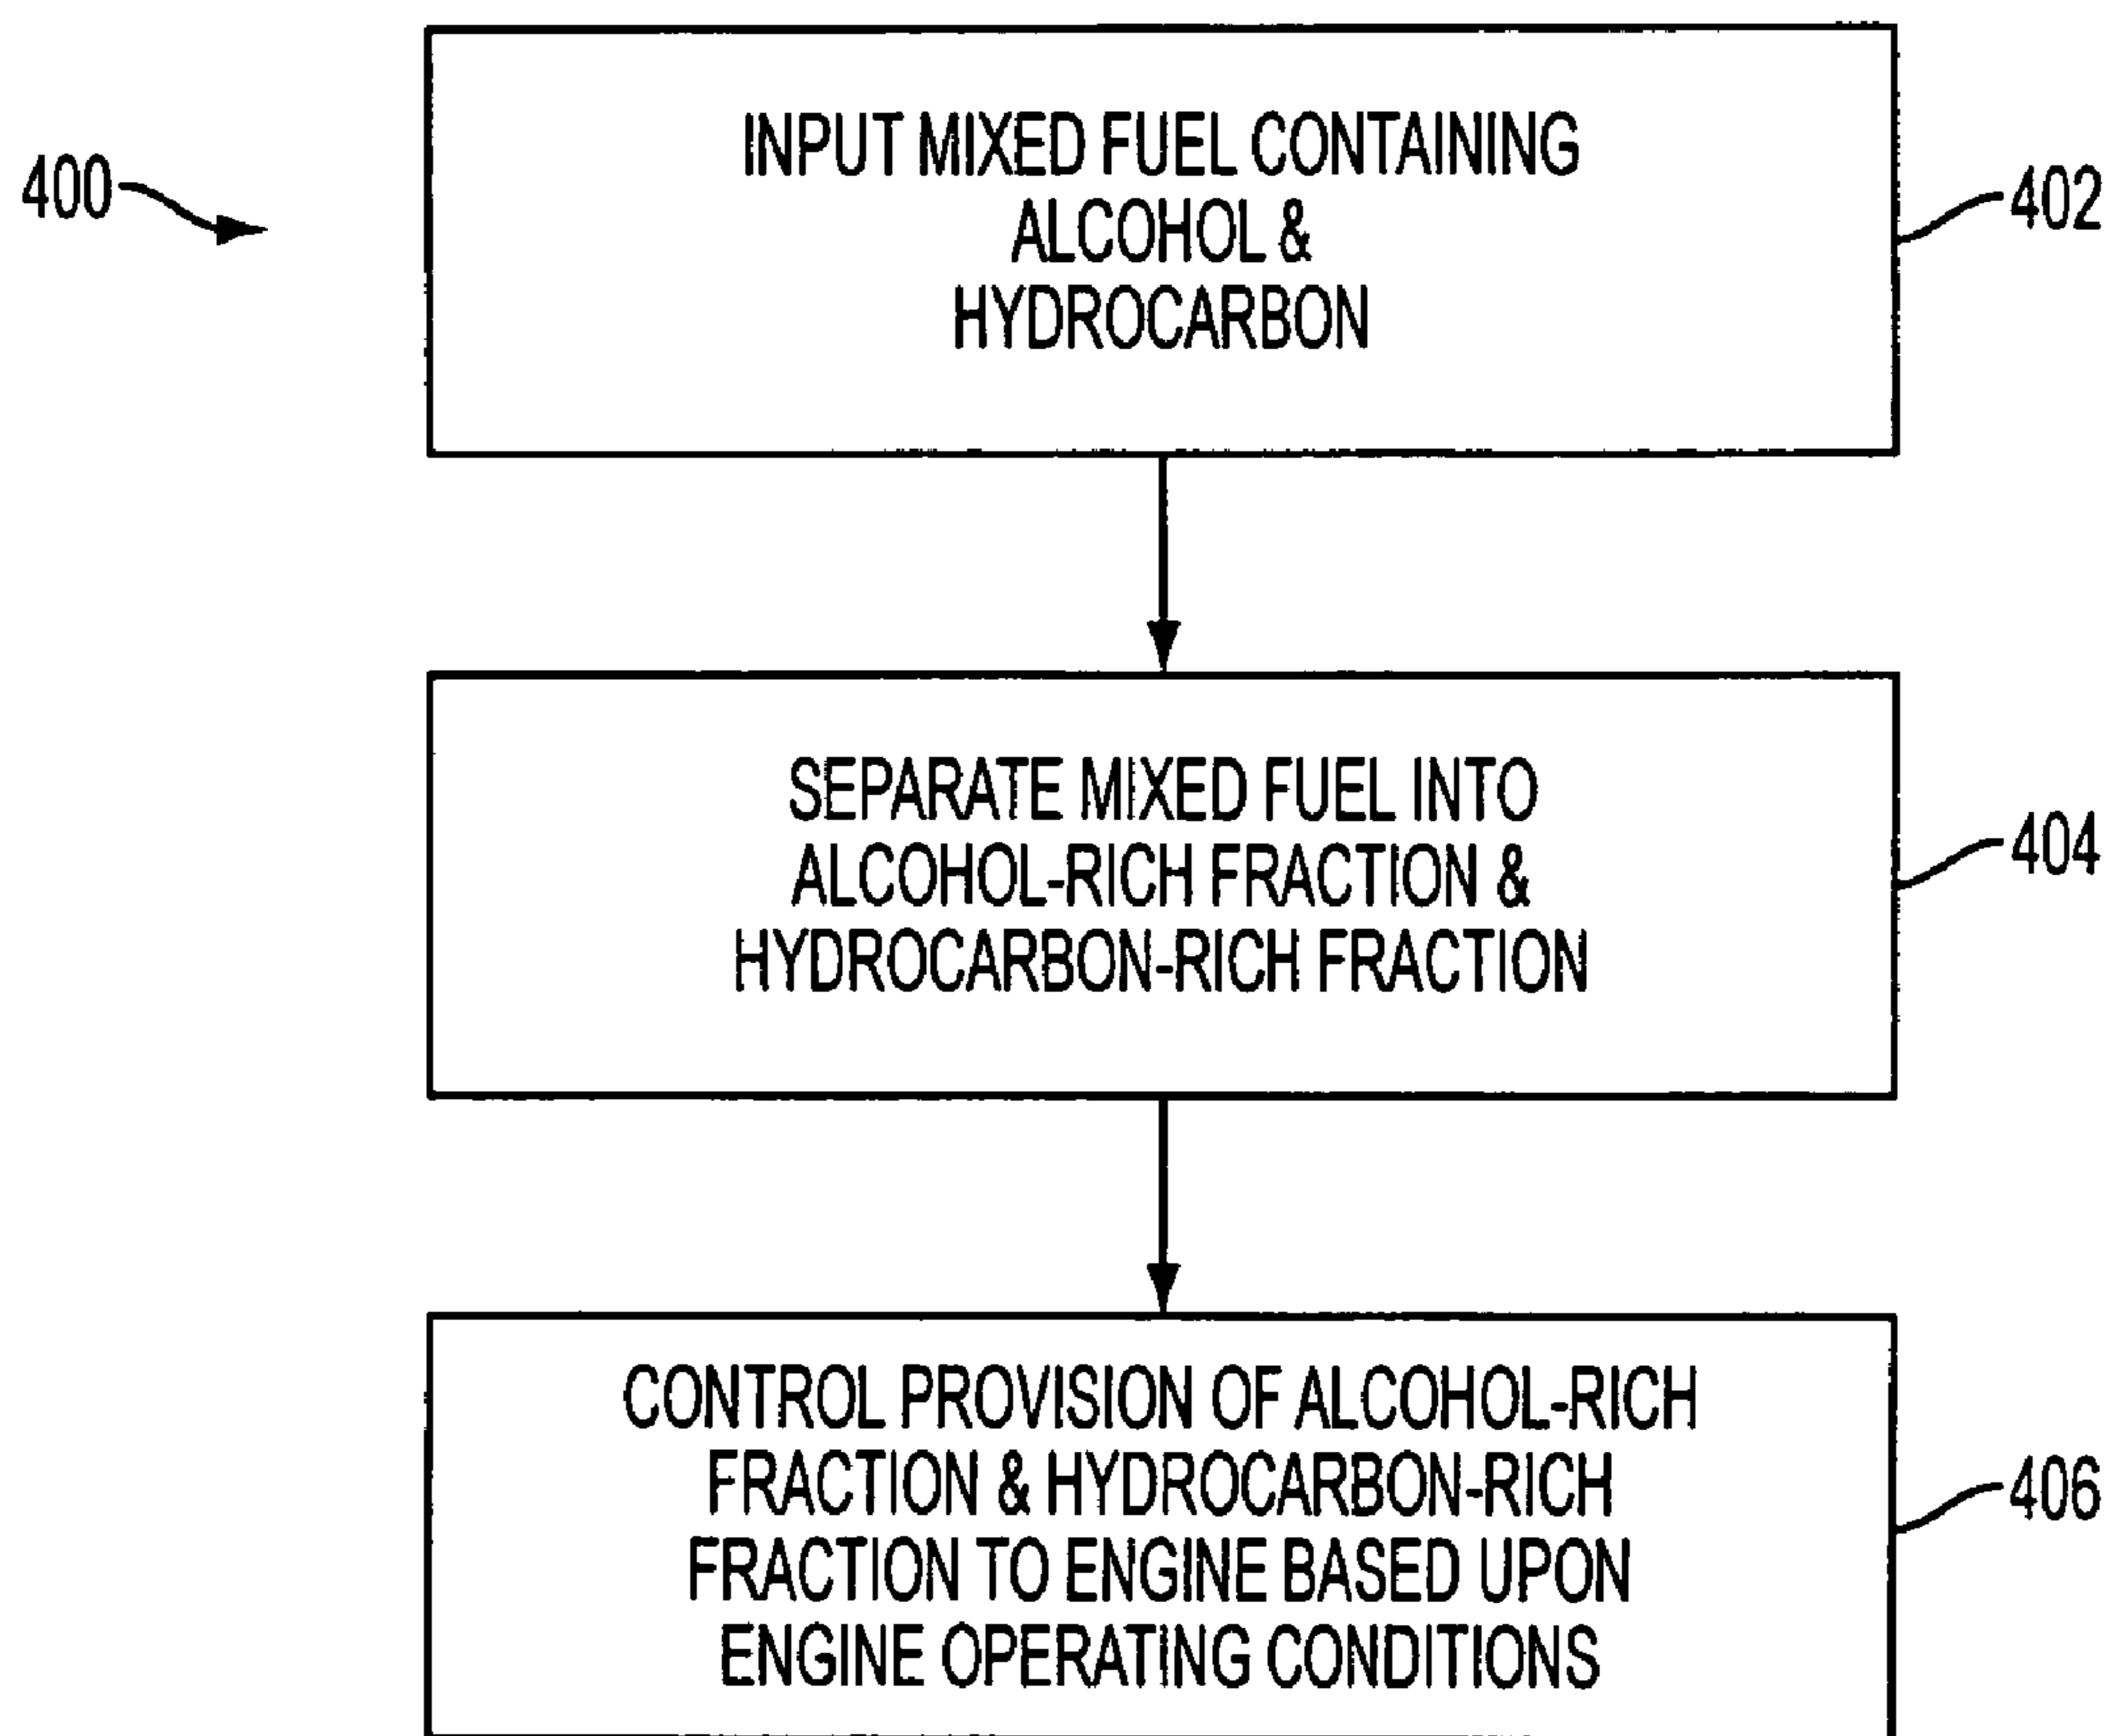 400
INPUT MIXED FUEL CONTAINING
ALCOHOL &
HYDROCARBON
402
SEPARATE MIXED FUEL INTO
ALCOHOL-RICH FRACTION &
HYDROCARBON-RICH FRACTION
404
CONTROL PROVISION OF ALCOHOL-RICH
FRACTION & HYDROCARBON-RICH
FRACTION TO ENGINE BASED UPON
ENGINE OPERATING CONDITIONS
406